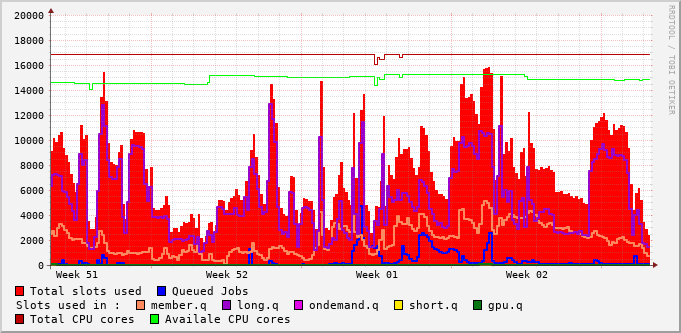 RRDTOOL / TOBI OETIKER
20000
18000
16000
14000
12000
10000
8000
6000
4000
2000
0
Week 51 Week 52 Week 01 Week 02
Total slots used Queued Jobs
Slots used in : member.q long.q ondemand.q short.q gpu.q
Total CPU cores Availale CPU cores